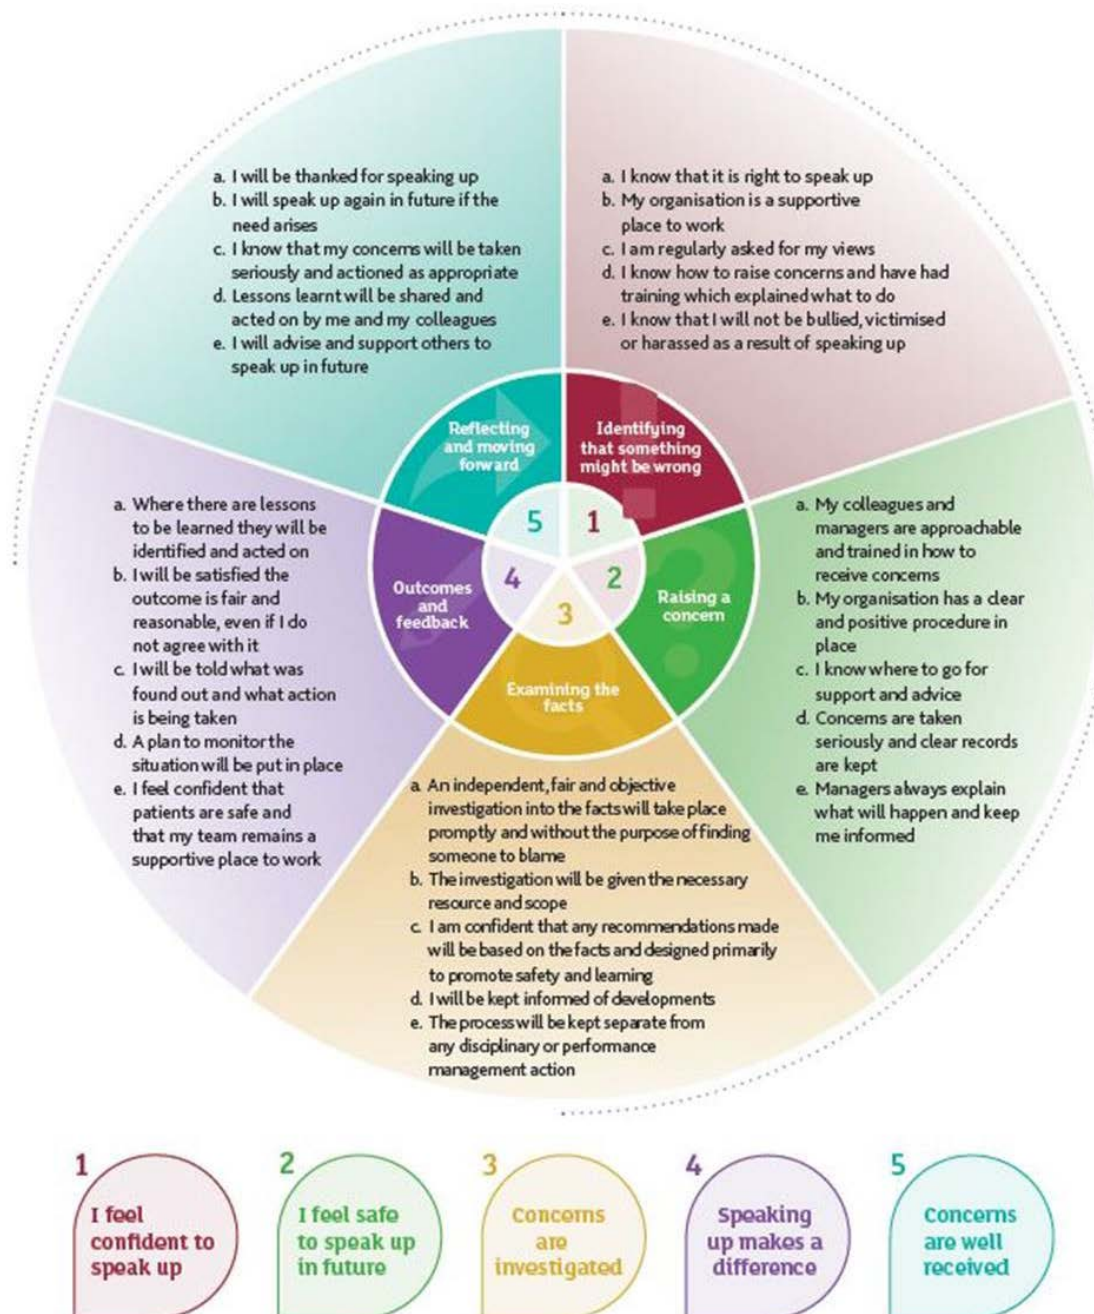 a. I will be thanked for speaking up
b. I will speak up again in future if the
need arises
c. I know that my concerns will be taken
seriously and actioned as appropriate
d. Lessons learnt will be shared and
acted on by me and my colleagues
e. I will advise and support others to
speak up in future
a. I know that it is right to speak up
b. My organisation is a supportive
place to work
c. I am regularly asked for my views
d. I know how to raise concerns and have had
training which explained what to do
e. I know that I will not be bullied, victimised
or harassed as a result of speaking up
Reflecting
and moving
forward
Identifying
that something
might be wrong
5
1
4
2
3
Outcomes
and
feedback
Raising a
concern
Examining the
facts
a. Where there are lessons
to be learned they will be
identified and acted on
b. I will be satisfied the
outcome is fair and
reasonable, even if I do
not agree with it
c. I will be told what was
found out and what action
is being taken
d. A plan to monitor the
situation will be put in place
e. I feel confident that
patients are safe and
that my team remains a
supportive place to work
a. My colleagues and
managers are approachable
and trained in how to
receive concerns
b. My organisation has a clear
and positive procedure in
place
c. I know where to go for
support and advice
d. Concerns are taken
seriously and clear records
are kept
e. Managers always explain
what will happen and keep
me informed
a. An independent, fair and objective
investigation into the facts will take place
promptly and without the purpose of finding
someone to blame
b. The investigation will be given the necessary
resource and scope
c. I am confident that any recommendations made
will be based on the facts and designed primarily
to promote safety and learning
d. I will be kept informed of developments
e. The process will be kept separate from
any disciplinary or performance
management action
1
I feel
confident to
speak up
2
I feel safe
to speak up
in future
3
Concerns
are
investigated
4
Speaking
up makes a
difference
5
Concerns
are well
received